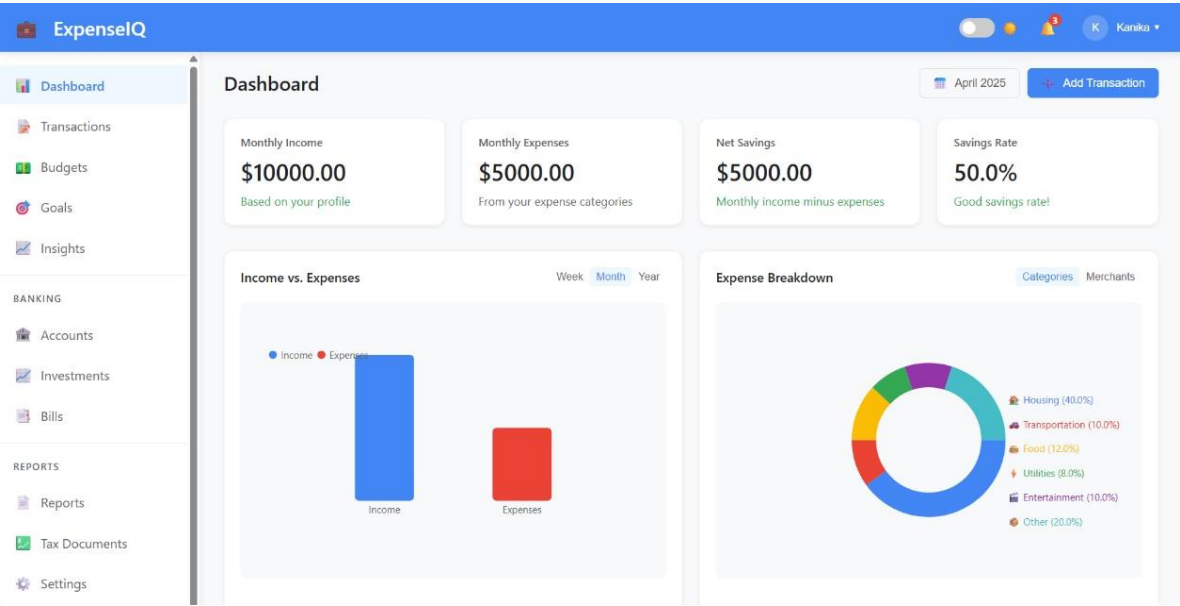 ExpenseIQ
3
K
Kanika
Dashboard
Transactions
Budgets
Goals
Insights
BANKING
Accounts
Investments
Bills
REPORTS
Reports
Tax Documents
Settings
Dashboard
April 2025
Add Transaction
Monthly Income
$10000.00
Based on your profile
Monthly Expenses
$5000.00
From your expense categories
Net Savings
$5000.00
Monthly income minus expenses
Savings Rate
50.0%
Good savings rate!
Income vs. Expenses
Week Month Year
Income Expenses
Income Expenses
Expense Breakdown
Categories Merchants
Housing (40.0%)
Transportation (10.0%)
Food (12.0%)
Utilities (8.0%)
Entertainment (10.0%)
Other (20.0%)